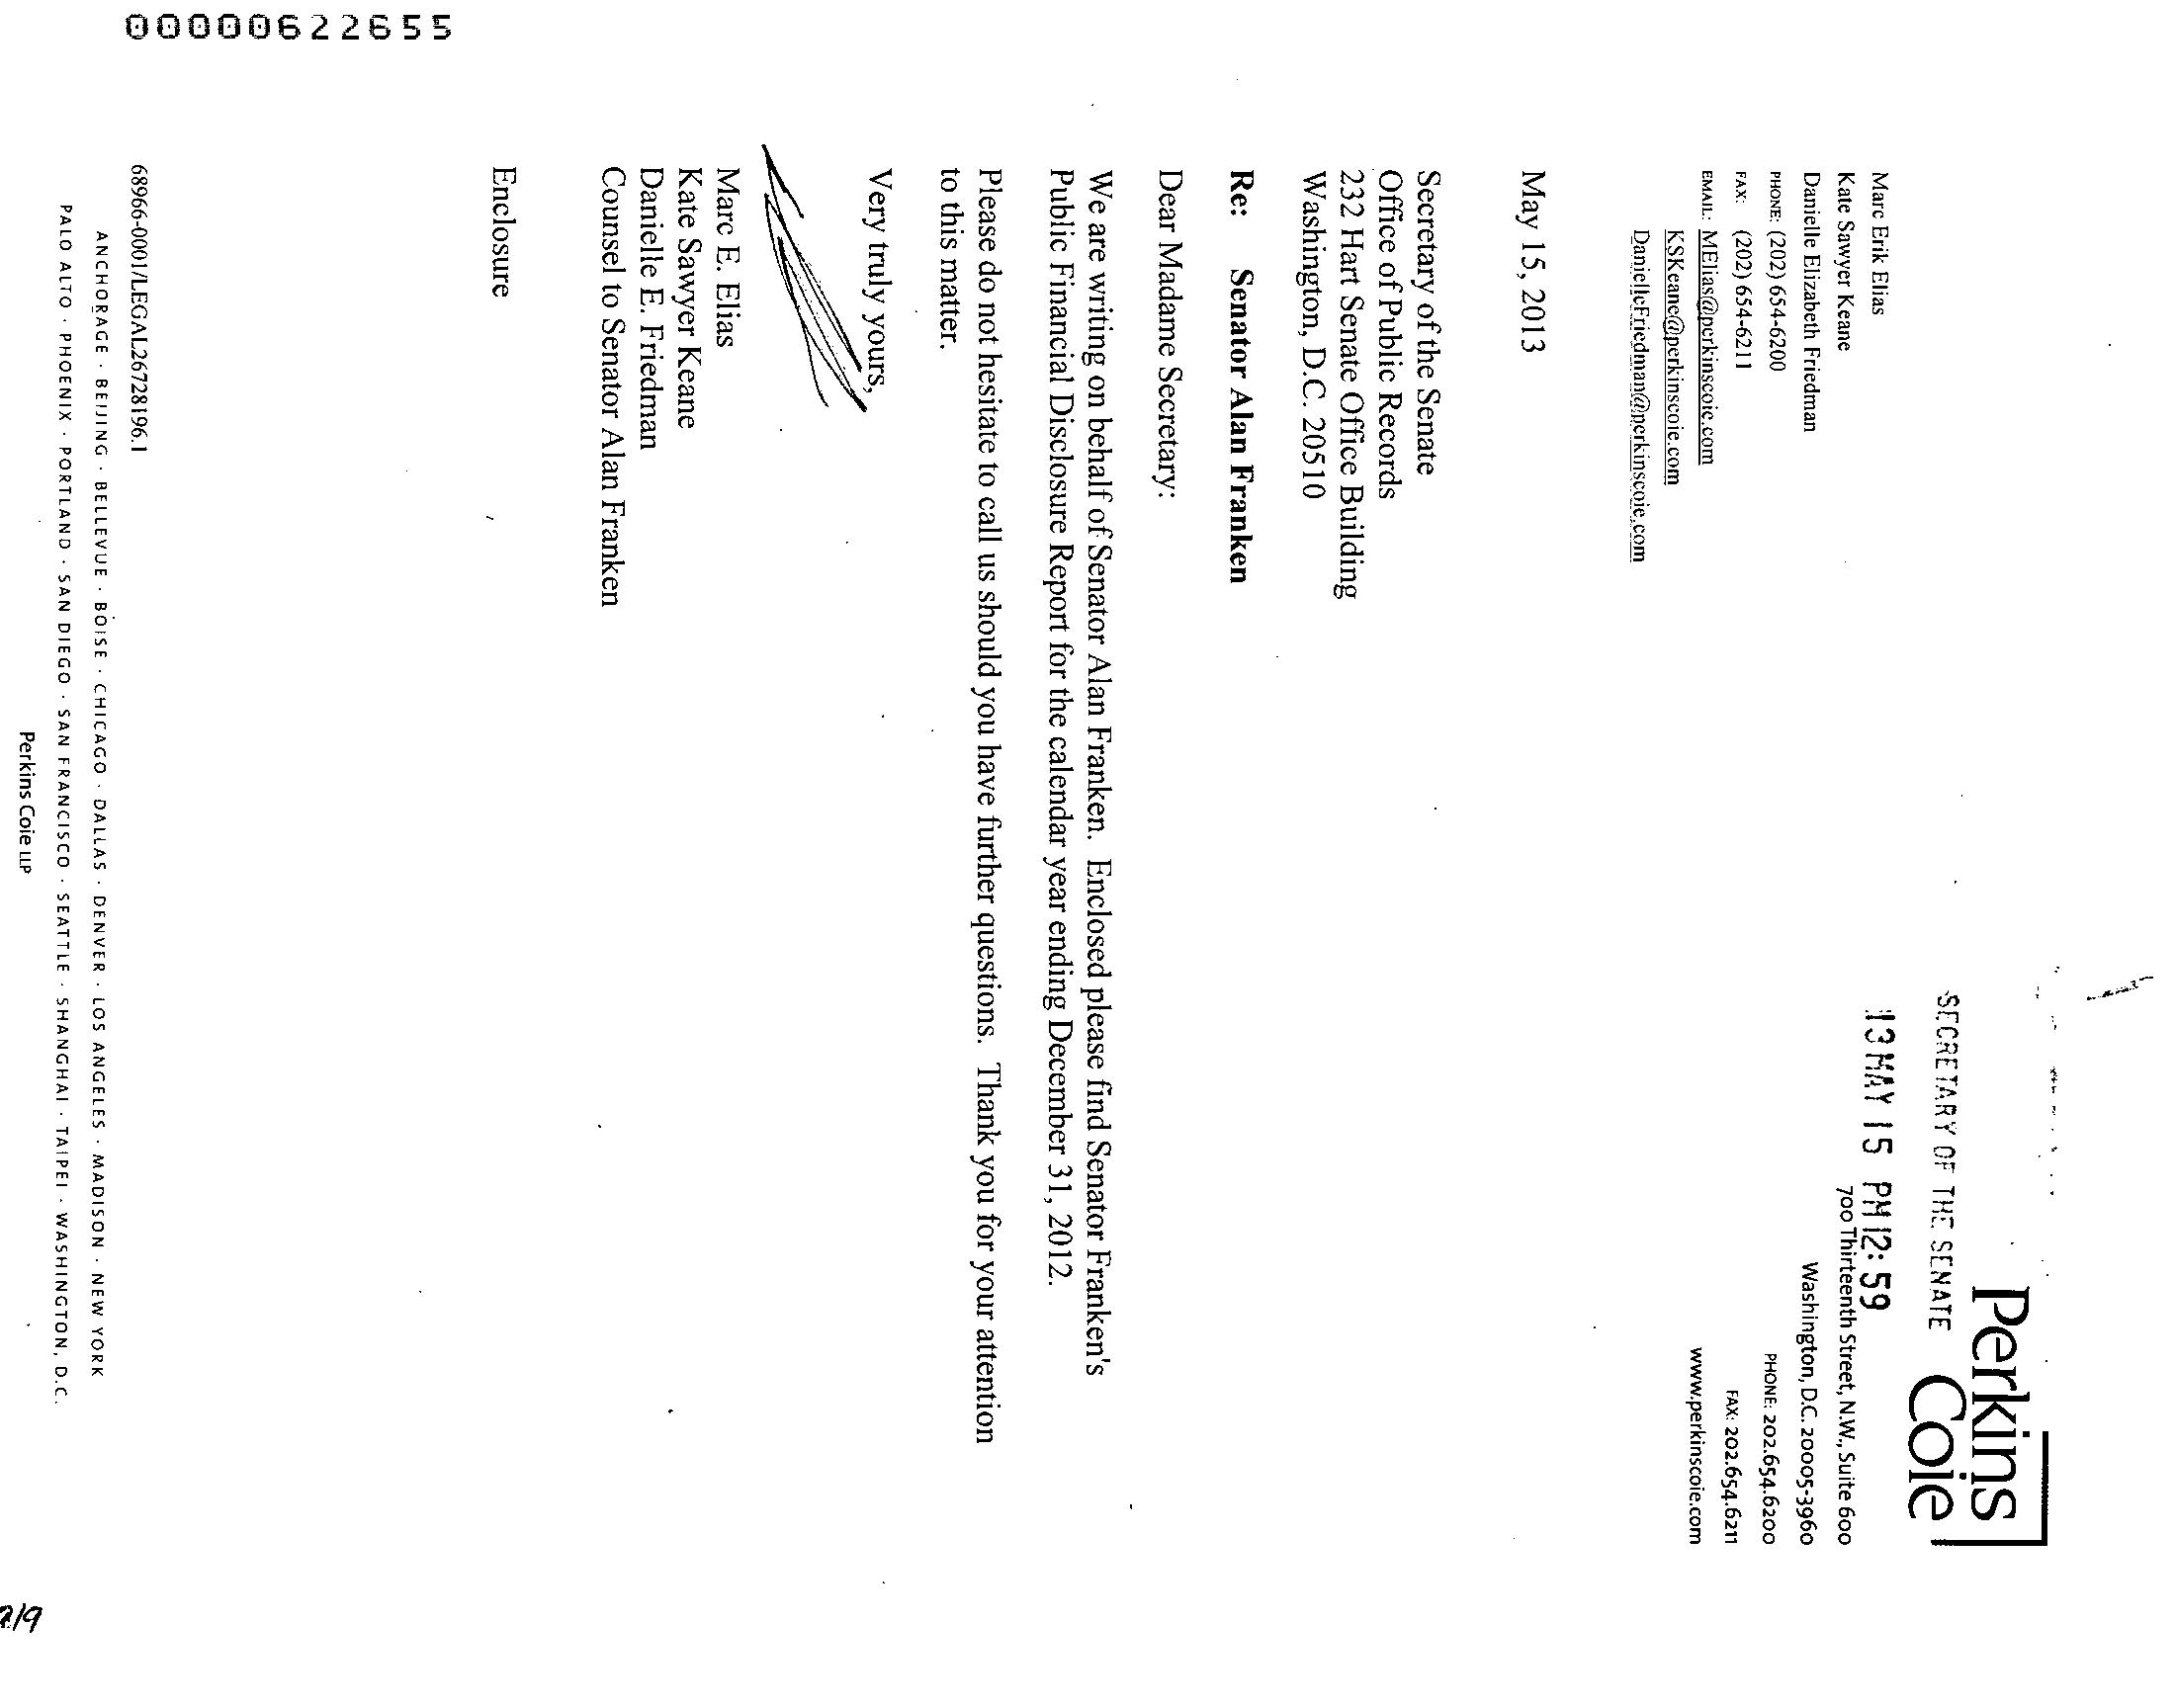 00000622655
Perkins
Coie
SECRETARY OF THE SENATE
13 MAY 15 PM 12: 59
Marc Erik Elias
Kate Sawyer Keane
Danielle Elizabeth Friedman
PHONE: (202) 654-6200
FAX: (202) 654-6211
EMAIL: MElias@perkinscoie.com
KSKeane@perkinscoie.com
DanielleFriedman@perkinscoie.com
700 Thirteenth Street, N.W., Suite 600
Washington, D.C. 20005-3960
PHONE: 202.654.6200
FAX: 202.654.6211
www.perkinscoie.com
May 15, 2013
Secretary of the Senate
Office of Public Records
232 Hart Senate Office Building
Washington, D.C. 20510
Re: Senator Alan Franken
Dear Madame Secretary:
We are writing on behalf of Senator Alan Franken. Enclosed please find Senator Franken's
Public Financial Disclosure Report for the calendar year ending December 31, 2012.
Please do not hesitate to call us should you have further questions. Thank you for your attention
to this matter.
Very truly yours,
Marc E. Elias
Kate Sawyer Keane
Danielle E. Friedman
Counsel to Senator Alan Franken
Enclosure
68966-0001/LEGAL26728196.1
ANCHORAGE · BEIJING · BELLEVUE · BOISE · CHICAGO · DALLAS · DENVER · LOS ANGELES · MADISON · NEW YORK
PALO ALTO · PHOENIX · PORTLAND · SAN DIEGO · SAN FRANCISCO · SEATTLE · SHANGHAI · TAIPEI · WASHINGTON, D.C.
Perkins Coie LLP